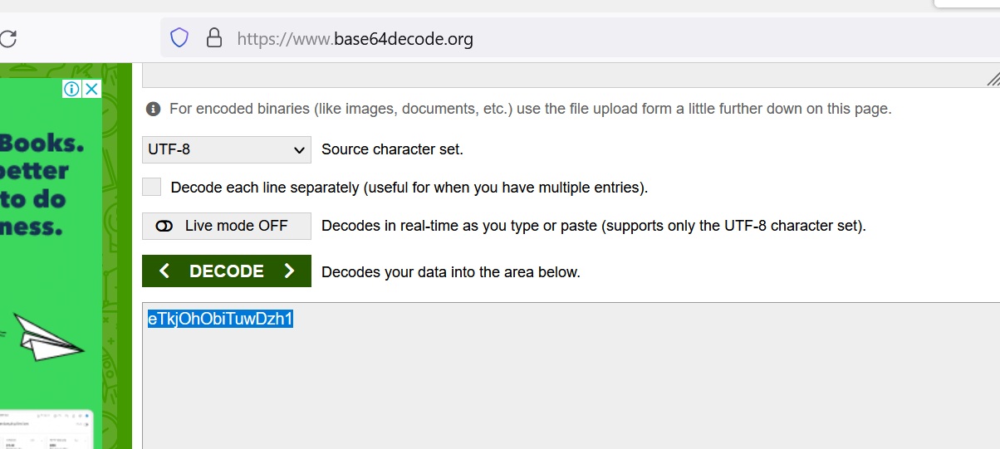 https://www.base64decode.org
For encoded binaries (like images, documents, etc.) use the file upload form a little further down on this page.
UTF-8 Source character set.
Decode each line separately (useful for when you have multiple entries).
Live mode OFF Decodes in real-time as you type or paste (supports only the UTF-8 character set).
< DECODE > Decodes your data into the area below.
eTkjOhObiTuwDzh1
Books.
better
to do
ness.